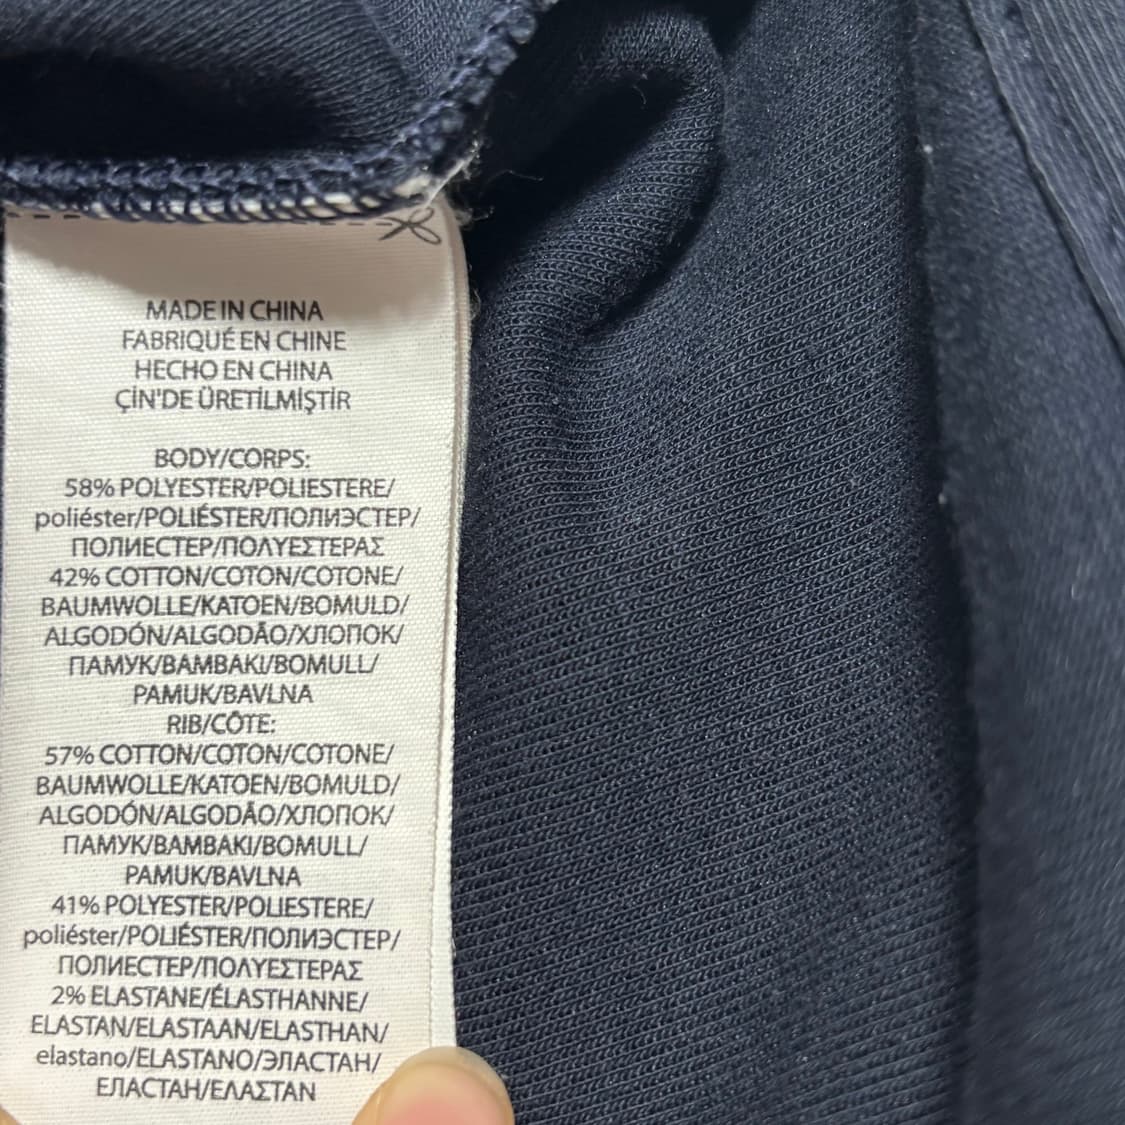 MADE IN CHINA
FABRIQUÉ EN CHINE
HECHO EN CHINA
ÇİN'DE ÜRETİLMİŞTİR
BODY/CORPS:
58% POLYESTER/POLIESTERE/
poliéster/POLIÉSTER/ПОЛИЭСТЕР/
ПОЛИЕСТЕР/ΠΟΛΥΕΣΤΕΡΑΣ
42% COTTON/COTON/COTONE/
BAUMWOLLE/KATOEN/BOMULD/
ALGODÓN/ALGODÃO/ХЛОПОК/
ПАМУК/BAMBAKI/BOMULL/
PAMUK/BAVLNA
RIB/CÔTE:
57% COTTON/COTON/COTONE/
BAUMWOLLE/KATOEN/BOMULD/
ALGODÓN/ALGODÃO/ХЛОПОК/
ПАМУК/BAMBAKI/BOMULL/
PAMUK/BAVLNA
41% POLYESTER/POLIESTERE/
poliéster/POLIÉSTER/ПОЛИЭСТЕР/
ПОЛИЕСТЕР/ΠΟΛΥΕΣΤΕΡΑΣ
2% ELASTANE/ÉLASTHANNE/
ELASTAN/ELASTAAN/ELASTHAN/
elastano/ELASTANO/ЭЛАСТАН/
ЕЛАСТАН/ΕΛΑΣΤΑΝ